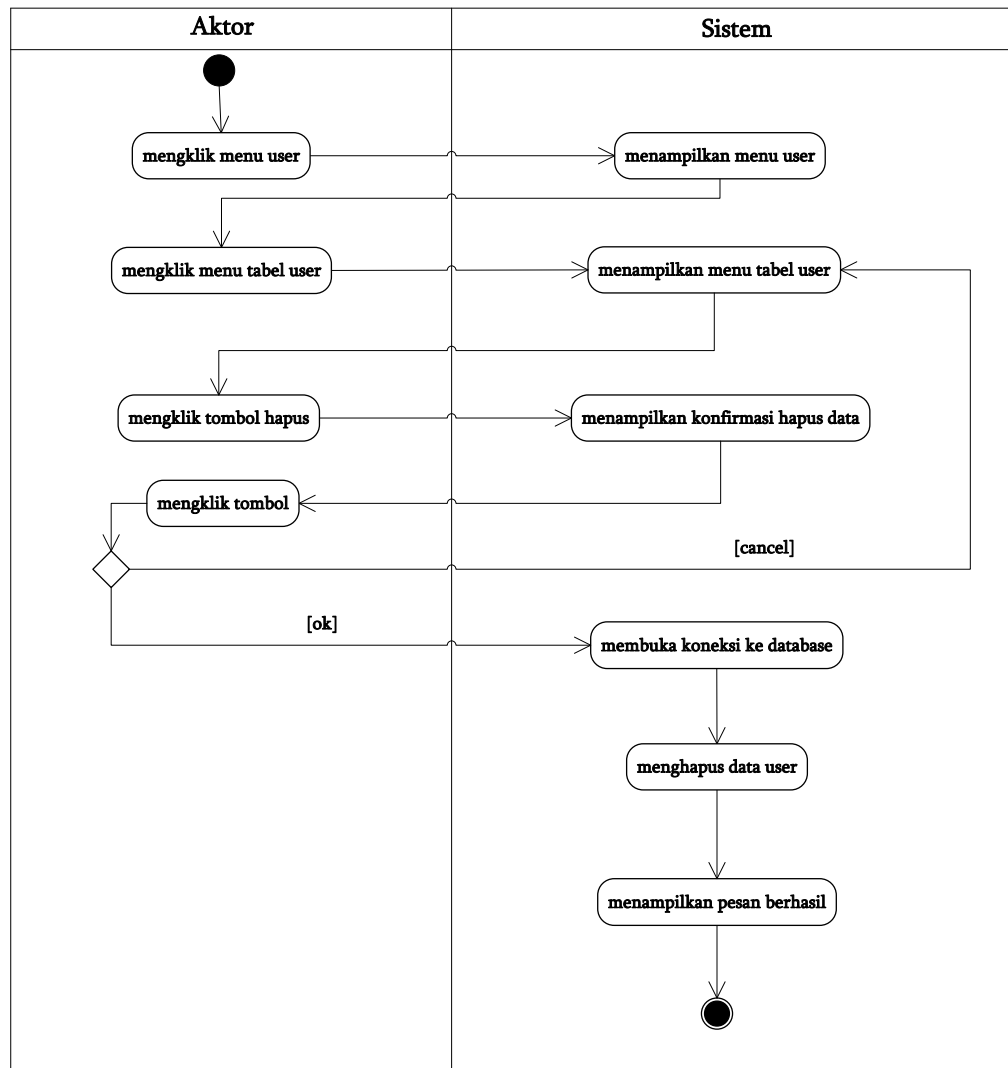 Aktor
Sistem
mengklik menu user
menampilkan menu user
mengklik menu tabel user
menampilkan menu tabel user
mengklik tombol hapus
menampilkan konfirmasi hapus data
mengklik tombol
[cancel]
[ok]
membuka koneksi ke database
menghapus data user
menampilkan pesan berhasil